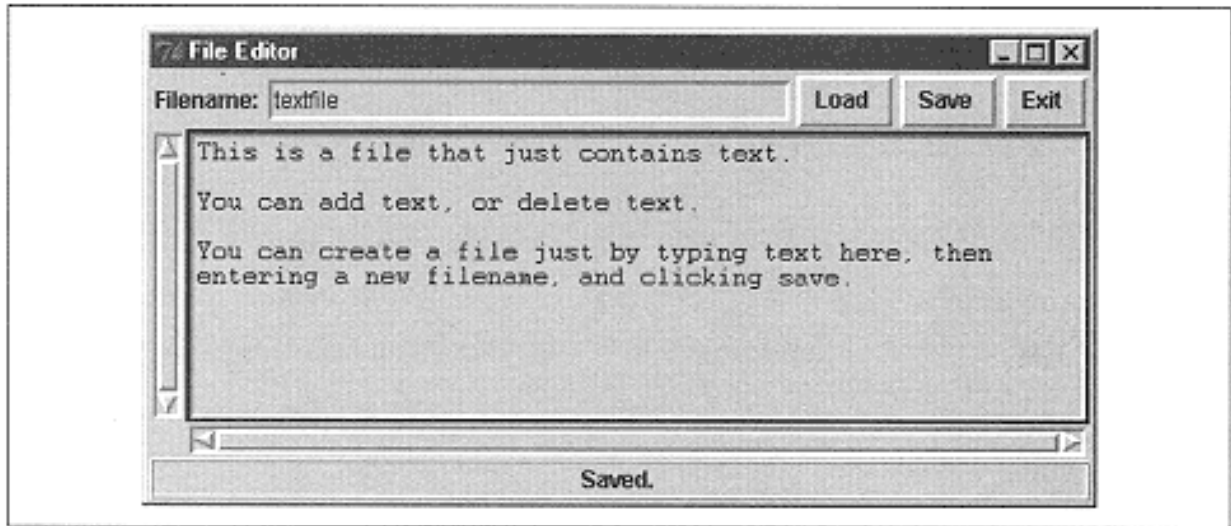 File Editor
Filename: textfile Load Save Exit
This is a file that just contains text.
You can add text, or delete text.
You can create a file just by typing text here, then
entering a new filename, and clicking save.
Saved.